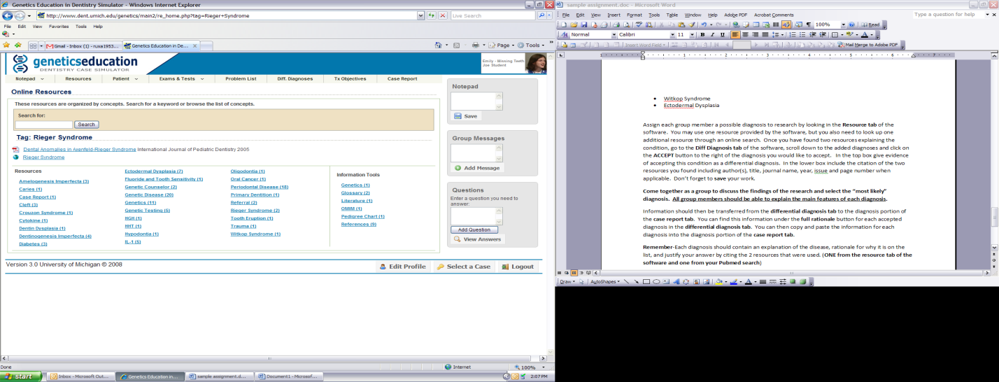 Genetics Education in Dentistry Simulator - Windows Internet Explorer
http://www.dent.umich.edu/genetics/main2/re_home.php?tag=Rieger+Syndrome
Live Search
File Edit View Favorites Tools Help
Gmail - Inbox (1) - ruxe1953...
Genetics Education in De...
Page
Tools
geneticseducation
DENTISTRY CASE SIMULATOR
Emily - Missing Teeth
Joe Student
Notepad Resources Patient Exams & Tests Problem List Diff. Diagnoses Tx Objectives Case Report
Online Resources
These resources are organized by concepts. Search for a keyword or browse the list of concepts.
Search for:
Search
Tag: Rieger Syndrome
Dental Anomalies in Axenfeld-Rieger Syndrome International Journal of Pediatric Dentistry 2005
Rieger Syndrome
Resources
Amelogenesis Imperfecta (3)
Caries (1)
Case Report (1)
Cleft (3)
Crouzon Syndrome (1)
Cytokine (1)
Dentin Dysplasia (1)
Dentinogenesis Imperfecta (4)
Diabetes (3)
Ectodermal Dysplasia (7)
Fluoride and Tooth Sensitivity (1)
Genetic Counselor (2)
Genetic Disease (20)
Genetics (11)
Genetic Testing (5)
HGH (1)
HHT (1)
Hypodontia (1)
IL-1 (5)
Oligodontia (1)
Oral Cancer (1)
Periodontal Disease (18)
Primary Dentition (1)
Referral (2)
Rieger Syndrome (2)
Tooth Eruption (1)
Trauma (1)
Witkop Syndrome (1)
Information Tools
Genetics (1)
Glossary (2)
Literature (1)
OMIM (1)
Pedigree Chart (1)
References (9)
Notepad
Save
Group Messages
Add Message
Questions
Enter a question you need to
answer:
Add Question
View Answers
Version 3.0 University of Michigan © 2008
Edit Profile Select a Case Logout
Done
Internet
100%
start
Inbox - Microsoft Out...
Genetics Education in...
sample assignment.d...
Document1 - Microsof...
2:07 PM
sample assignment.doc - Microsoft Word
File Edit View Insert Format Tools Table Window Help Adobe PDF Acrobat Comments
Type a question for help
100%
Read
Normal Calibri 11 B I U
Insert Word Field
Mail Merge to Adobe PDF
• Witkop Syndrome
• Ectodermal Dysplasia
Assign each group member a possible diagnosis to research by looking in the Resource tab of the
software. You may use one resource provided by the software, but you also need to look up one
additional resource through an online search. Once you have found two resources explaining the
condition, go to the Diff Diagnosis tab of the software, scroll down to the added diagnoses and click on
the ACCEPT button to the right of the diagnosis you would like to accept. In the top box give evidence
of accepting this condition as a differential diagnosis. In the lower box include the citation of the two
resources you found including author(s), title, journal name, year, issue and page number when
applicable. Don't forget to save your work.
Come together as a group to discuss the findings of the research and select the "most likely"
diagnosis. All group members should be able to explain the main features of each diagnosis.
Information should then be transferred from the differential diagnosis tab to the diagnosis portion of
the case report tab. You can find this information under the full rationale button for each accepted
diagnosis in the differential diagnosis tab. You can then copy and paste the information for each
diagnosis into the diagnosis portion of the case report tab.
Remember-Each diagnosis should contain an explanation of the disease, rationale for why it is on the
list, and justify your answer by citing the 2 resources that were used. (ONE from the resource tab of the
software and one from your Pubmed search)
Draw AutoShapes